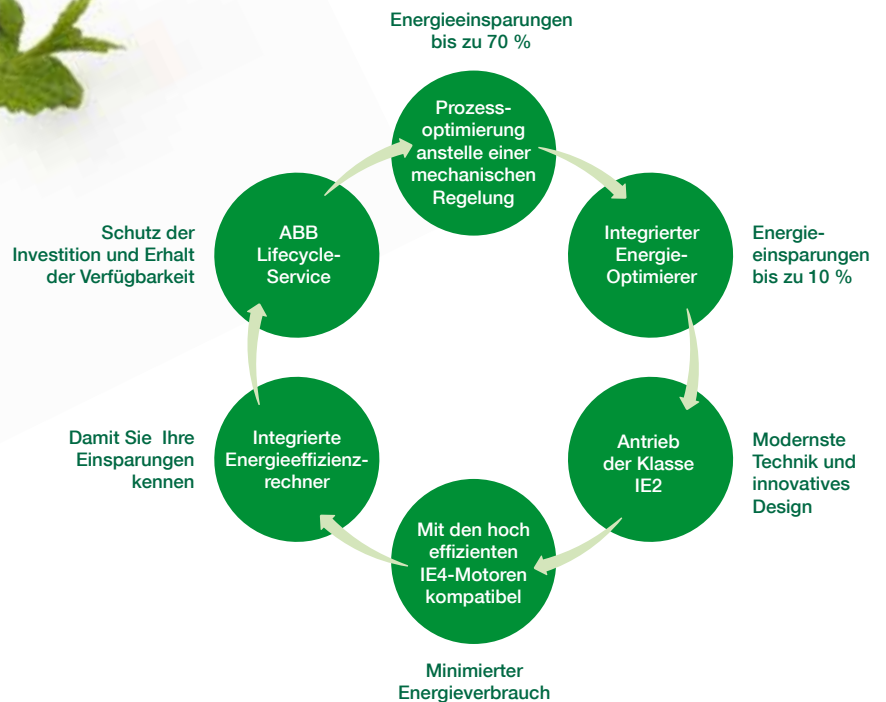 Energieeinsparungen
bis zu 70 %
Prozess-
optimierung
anstelle einer
mechanischen
Regelung
Integrierter
Energie-
Optimierer
Energie-
einsparungen
bis zu 10 %
Antrieb
der Klasse
IE2
Modernste
Technik und
innovatives
Design
Mit den hoch
effizienten
IE4-Motoren
kompatibel
Minimierter
Energieverbrauch
Integrierte
Energieeffizienz-
rechner
Damit Sie Ihre
Einsparungen
kennen
ABB
Lifecycle-
Service
Schutz der
Investition und Erhalt
der Verfügbarkeit